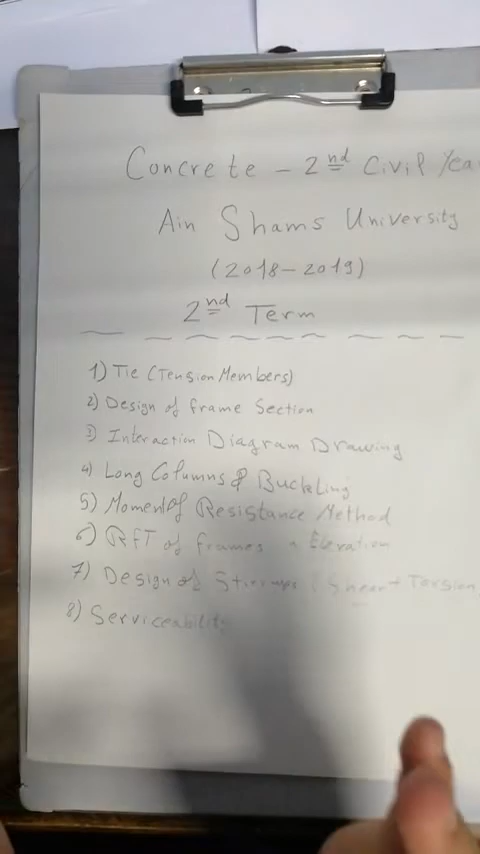 Concrete - 2nd Civil Yea
Ain Shams University
(2018-2019)
2nd Term
1) Tie (Tension Members)
2) Design of frame Section
3) Interaction Diagram Drawing
4) Long Columns & Buckling
5) Moment of Resistance Method
6) RFT of frames Elevation
7) Design of Stirrups Shear + Torsion
8) Serviceability